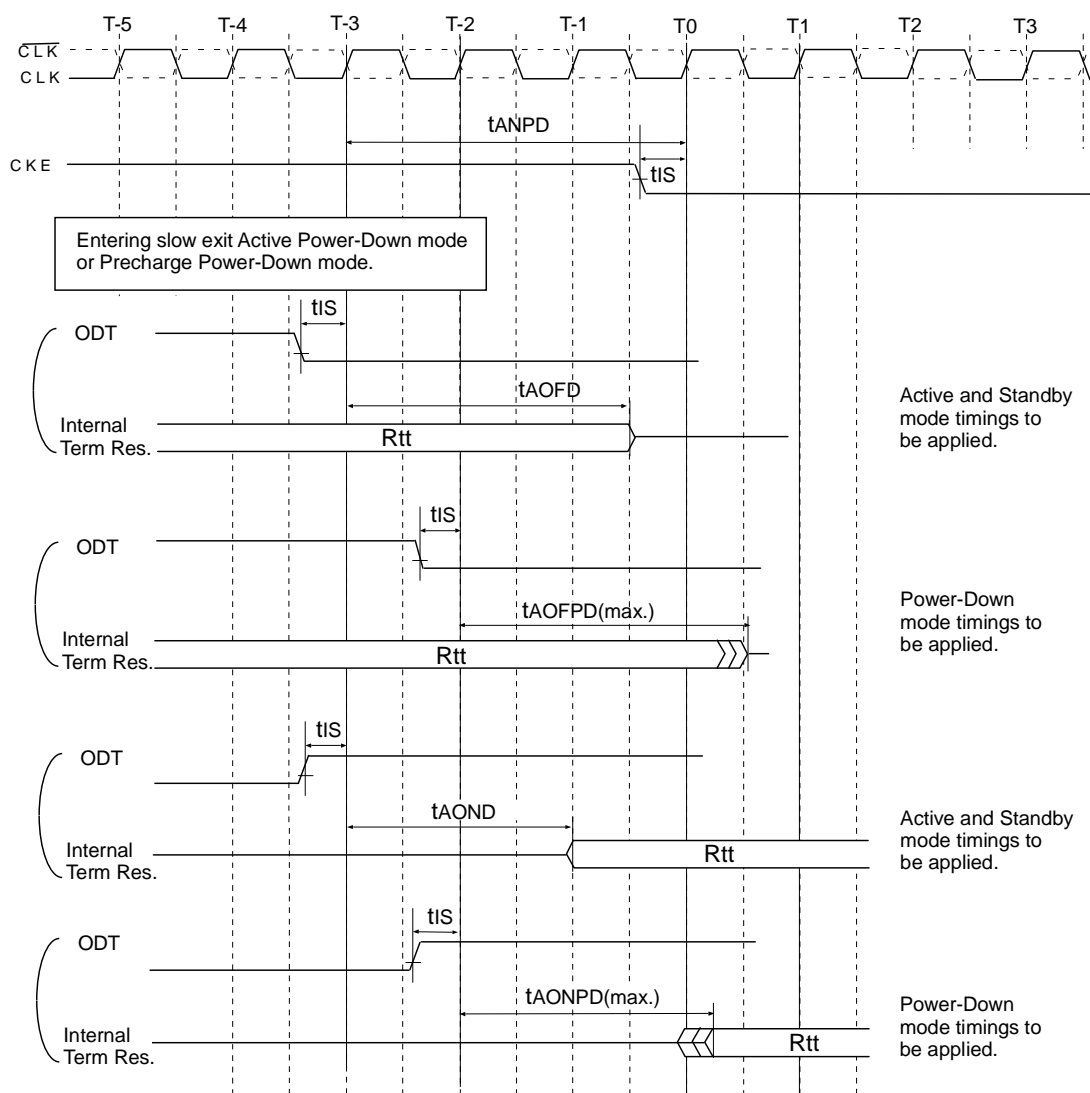 T-5 T-4 T-3 T-2 T-1 T0 T1 T2 T3
CLK
CLK
tANPD
CKE
tIS
Entering slow exit Active Power-Down mode
or Precharge Power-Down mode.
tIS
ODT
tAOFD
Active and Standby
mode timings to
be applied.
Internal
Term Res.
Rtt
tIS
ODT
tAOFPD(max.)
Power-Down
mode timings to
be applied.
Internal
Term Res.
Rtt
tIS
ODT
tAOND
Active and Standby
mode timings to
be applied.
Internal
Term Res.
Rtt
tIS
ODT
tAONPD(max.)
Power-Down
mode timings to
be applied.
Internal
Term Res.
Rtt